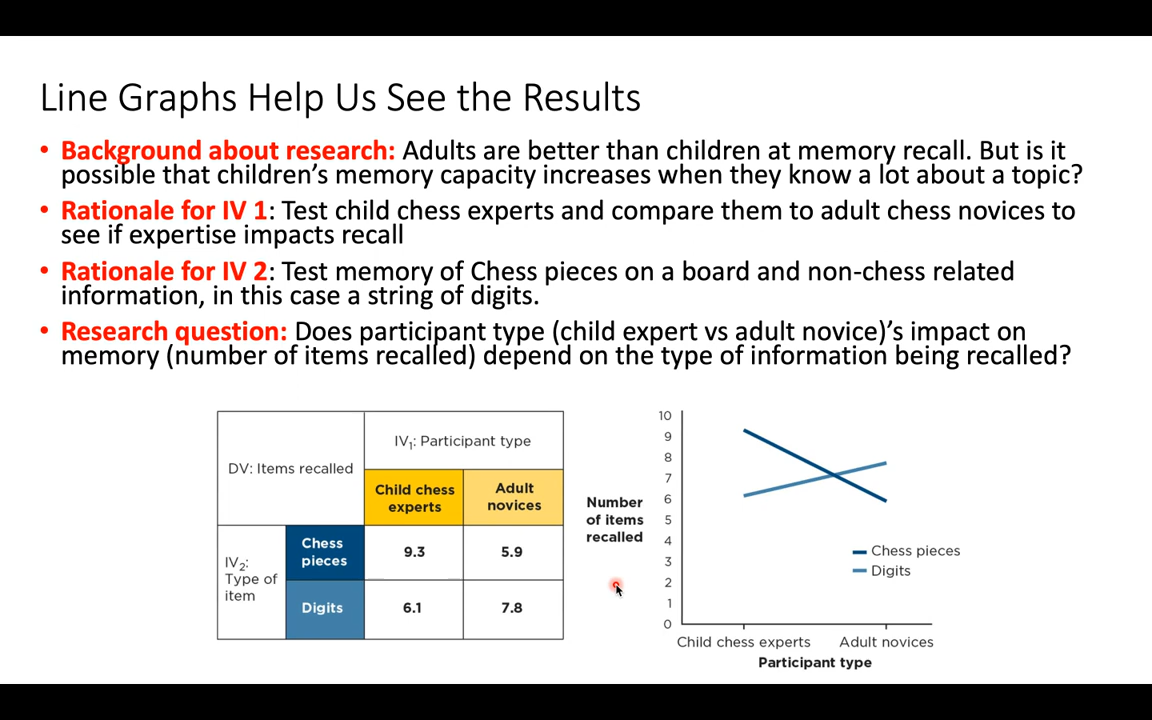 Line Graphs Help Us See the Results
• Background about research: Adults are better than children at memory recall. But is it
possible that children’s memory capacity increases when they know a lot about a topic?
• Rationale for IV 1: Test child chess experts and compare them to adult chess novices to
see if expertise impacts recall
• Rationale for IV 2: Test memory of Chess pieces on a board and non-chess related
information, in this case a string of digits.
• Research question: Does participant type (child expert vs adult novice)’s impact on
memory (number of items recalled) depend on the type of information being recalled?
DV: Items recalled
IV₁: Participant type
Child chess
experts
Adult
novices
IV₂:
Type of
item
Chess
pieces
9.3
5.9
Digits
6.1
7.8
Number
of items
recalled
10
9
8
7
6
5
4
3
2
1
0
Chess pieces
Digits
Child chess experts
Adult novices
Participant type